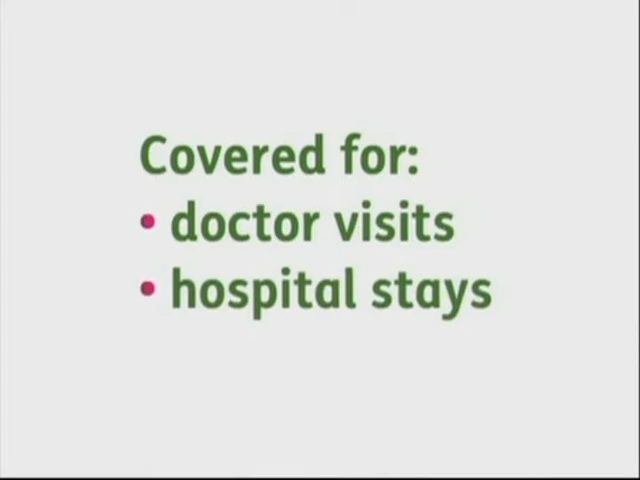 Covered for:
• doctor visits
• hospital stays